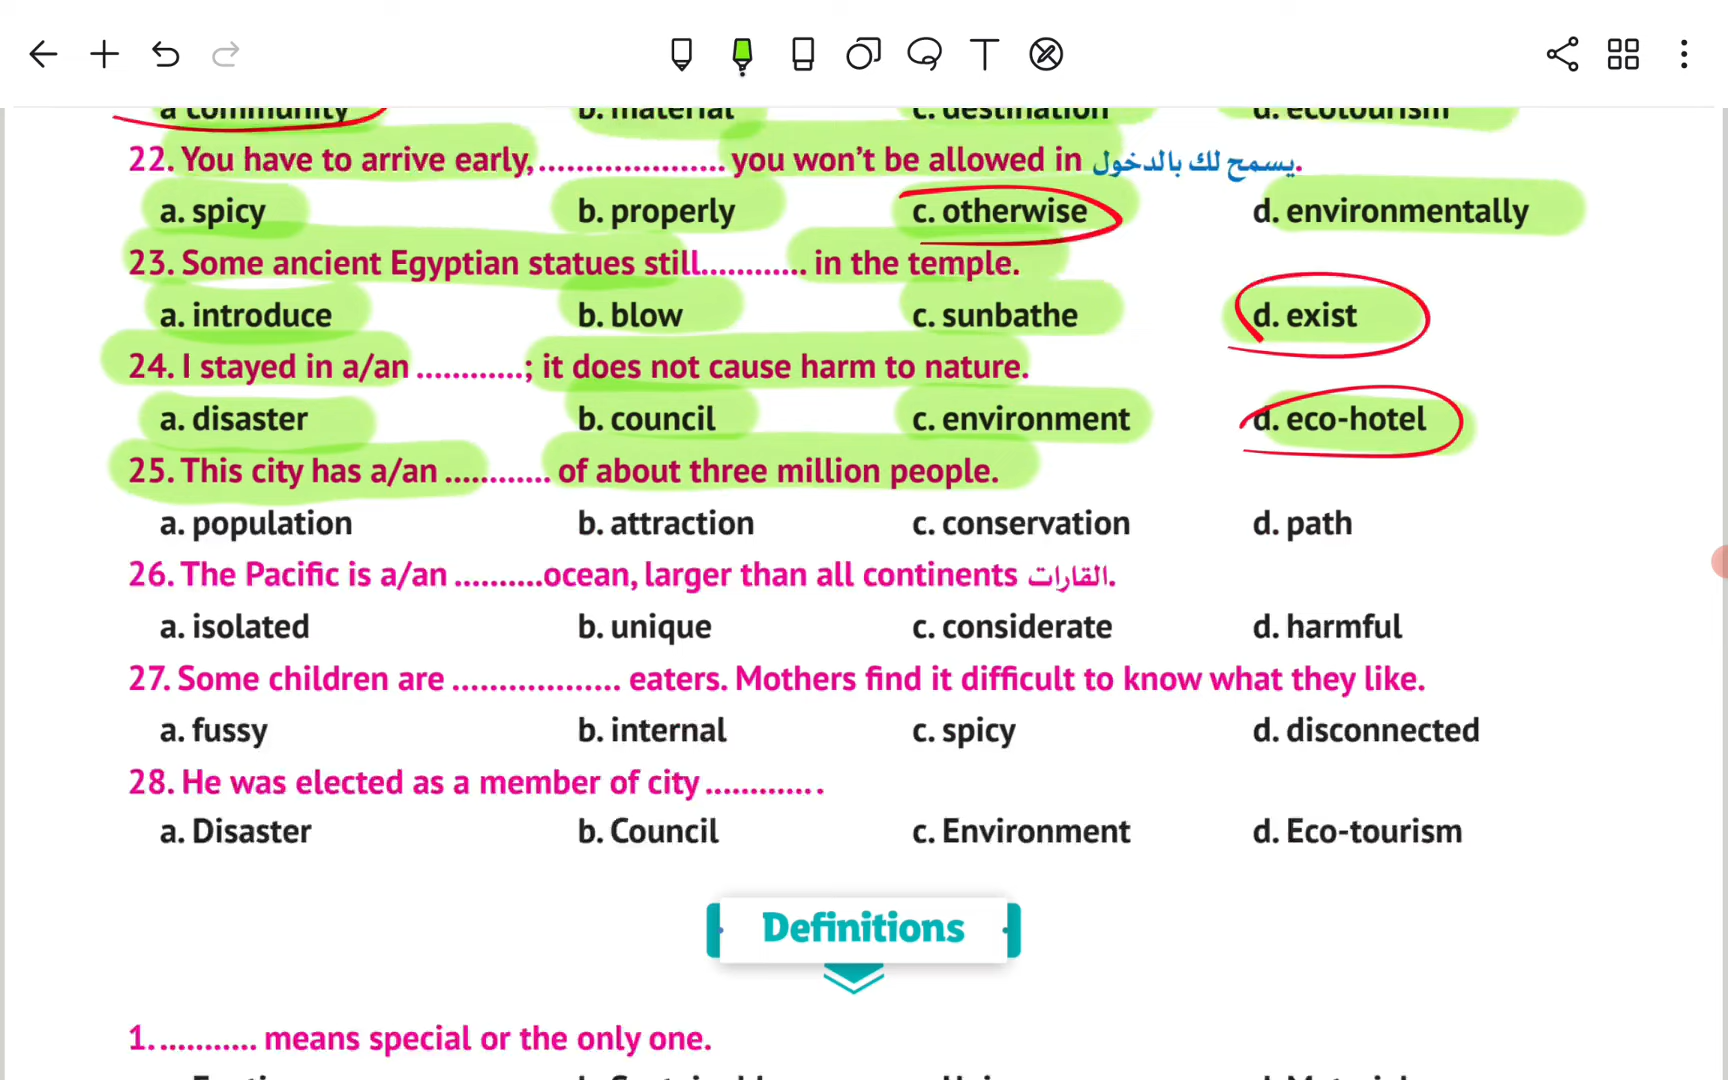 a community b. material c. destination d. ecotourism
22. You have to arrive early,.................... you won't be allowed in يسمح لك بالدخول.
a. spicy b. properly c. otherwise d. environmentally
23. Some ancient Egyptian statues still............ in the temple.
a. introduce b. blow c. sunbathe d. exist
24. I stayed in a/an ............; it does not cause harm to nature.
a. disaster b. council c. environment d. eco-hotel
25. This city has a/an ............ of about three million people.
a. population b. attraction c. conservation d. path
26. The Pacific is a/an ..........ocean, larger than all continents القارات.
a. isolated b. unique c. considerate d. harmful
27. Some children are .................. eaters. Mothers find it difficult to know what they like.
a. fussy b. internal c. spicy d. disconnected
28. He was elected as a member of city ............ .
a. Disaster b. Council c. Environment d. Eco-tourism
Definitions
1. ........... means special or the only one.